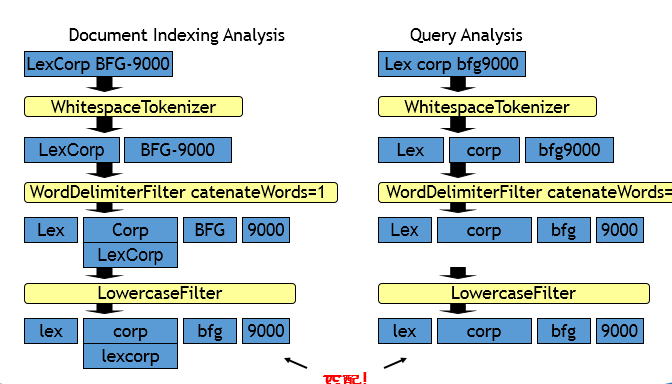 Document Indexing Analysis
LexCorp BFG-9000
WhitespaceTokenizer
LexCorp BFG-9000
WordDelimiterFilter catenateWords=1
Lex Corp BFG 9000
LexCorp
LowercaseFilter
lex corp bfg 9000
lexcorp
Query Analysis
Lex corp bfg9000
WhitespaceTokenizer
Lex corp bfg9000
WordDelimiterFilter catenateWords=
Lex corp bfg 9000
LowercaseFilter
lex corp bfg 9000
匹配!